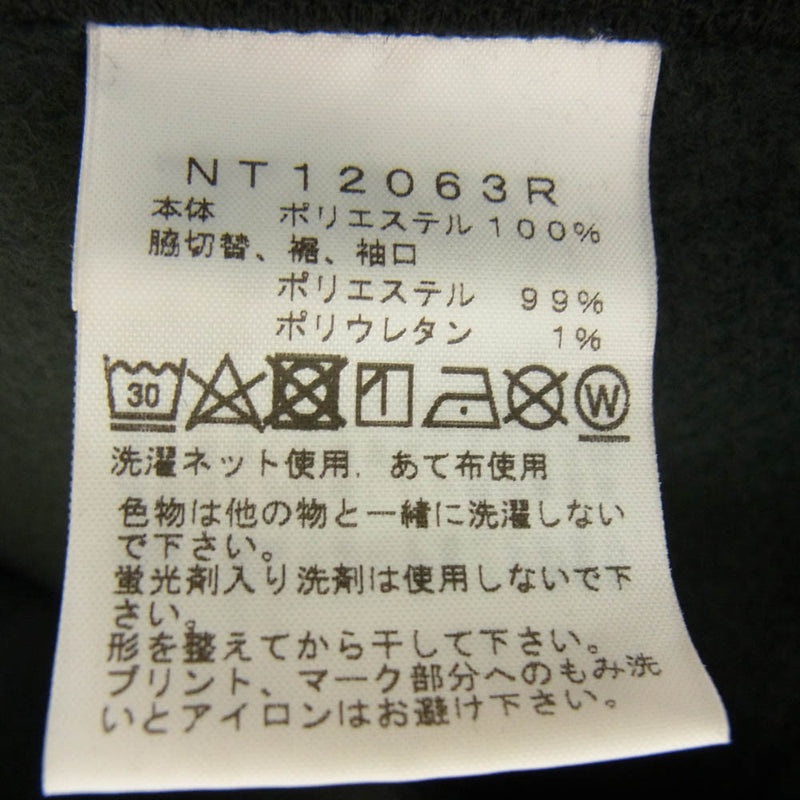 NT12063R
本体 ポリエステル100%
脇切替、裾、袖口
ポリエステル 99%
ポリウレタン 1%
30 W
洗濯ネット使用. あて布使用
色物は他の物と一緒に洗濯しない
で下さい。
蛍光剤入り洗剤は使用しないで下
さい。
形を整えてから干して下さい。
プリント、マーク部分へのもみ洗
いとアイロンはお避け下さい。